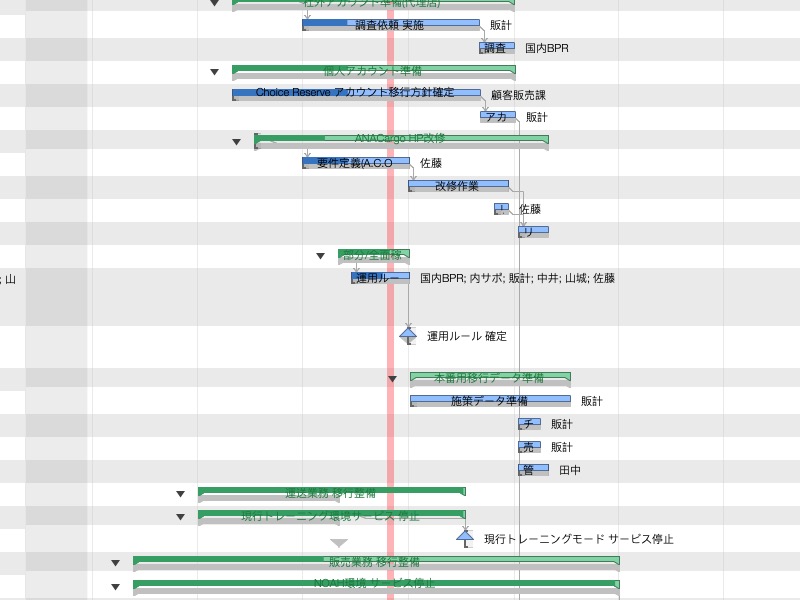 社外アカウント準備(代理店)
調査依頼 実施 販計
調査 国内BPR
個人アカウント準備
Choice Reserve アカウント移行方針確定 顧客販売課
アカ 販計
ANACargo HP改修
要件定義(A.C.O 佐藤
改修作業
リ 佐藤
リ
部分/全面稼
; 山 運用ルー 国内BPR; 内サポ; 販計; 中井; 山城; 佐藤
運用ルール 確定
本番用移行データ準備
施策データ準備 販計
チ 販計
売 販計
管 田中
運送業務 移行整備
現行トレーニング環境サービス 停止
現行トレーニングモード サービス停止
販売業務 移行整備
NOAH環境 サービス停止